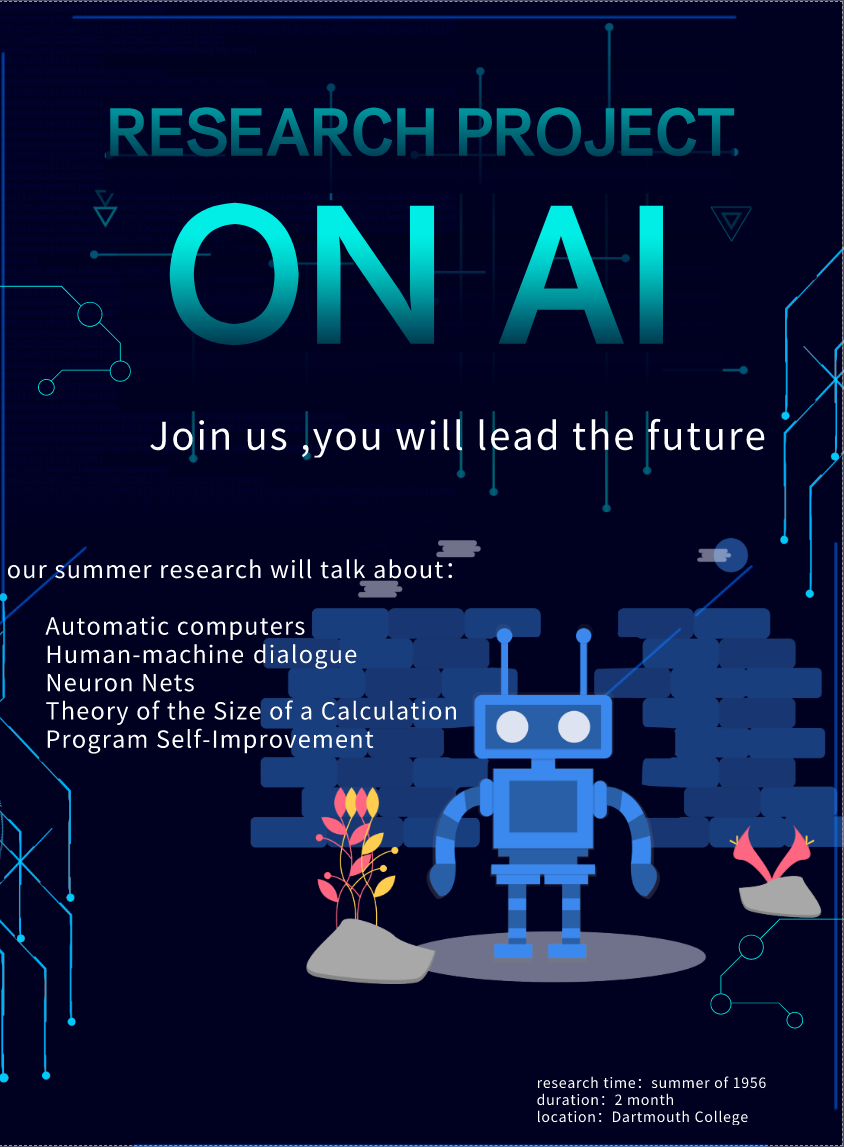 RESEARCH PROJECT
ON AI
Join us ,you will lead the future
our summer research will talk about：
Automatic computers
Human-machine dialogue
Neuron Nets
Theory of the Size of a Calculation
Program Self-Improvement
research time：summer of 1956
duration：2 month
location：Dartmouth College